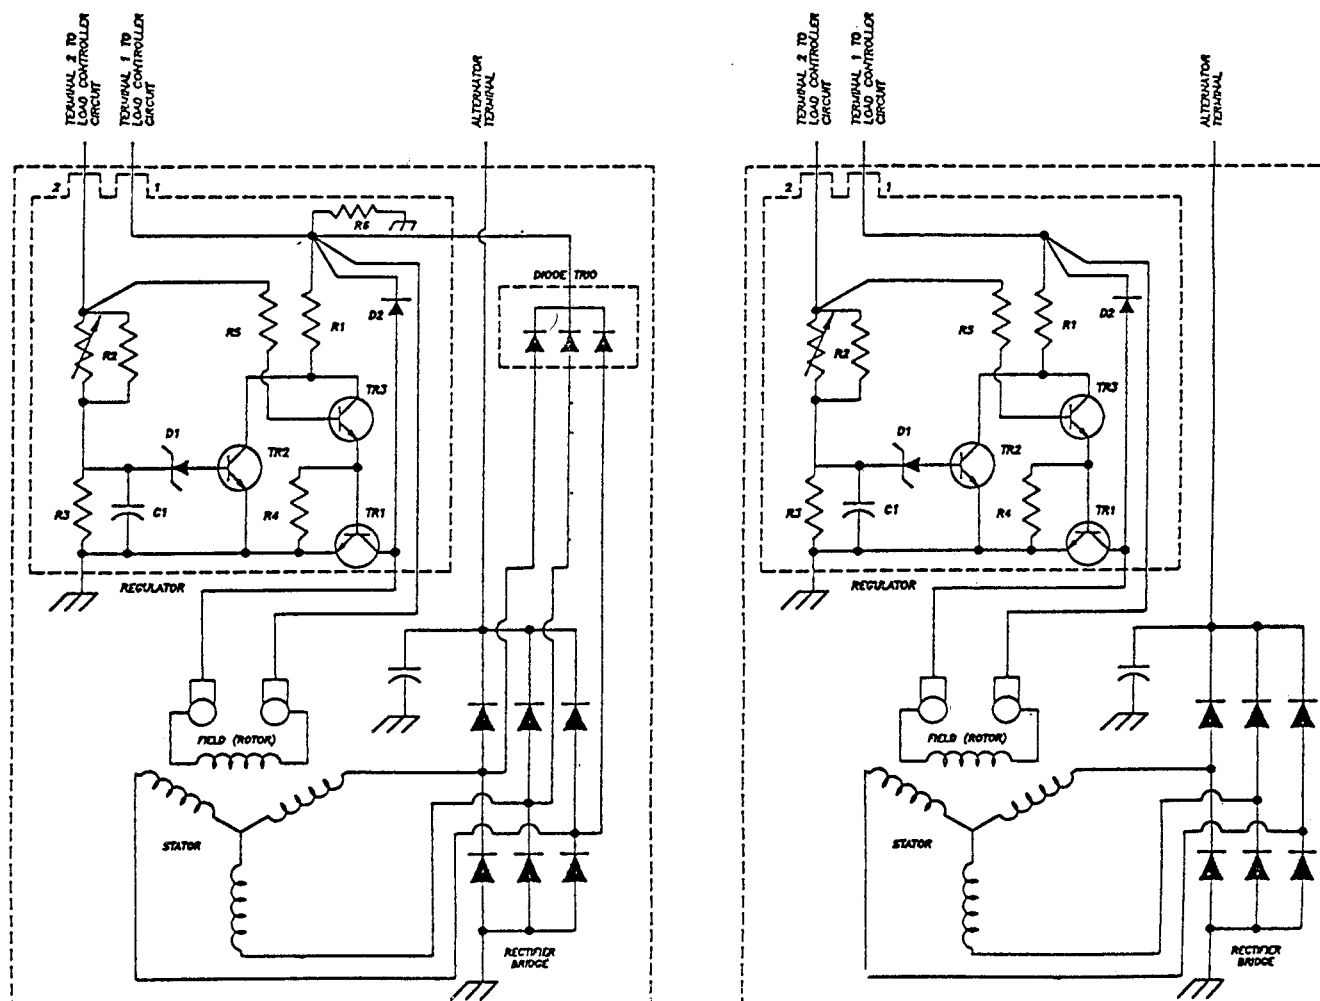 TERMINAL 2 TO
LOAD CONTROLLER
CIRCUIT
TERMINAL 1 TO
LOAD CONTROLLER
CIRCUIT
ALTERNATOR
TERMINAL
2
1
R6
DIODE TRIO
D2
R5
R1
R2
TR3
D1
TR2
R3
C1
R4
TR1
REGULATOR
FIELD (ROTOR)
STATOR
RECTIFIER
BRIDGE
TERMINAL 2 TO
LOAD CONTROLLER
CIRCUIT
TERMINAL 1 TO
LOAD CONTROLLER
CIRCUIT
ALTERNATOR
TERMINAL
2
1
D2
R5
R1
R2
TR3
D1
TR2
R3
C1
R4
TR1
REGULATOR
FIELD (ROTOR)
STATOR
RECTIFIER
BRIDGE